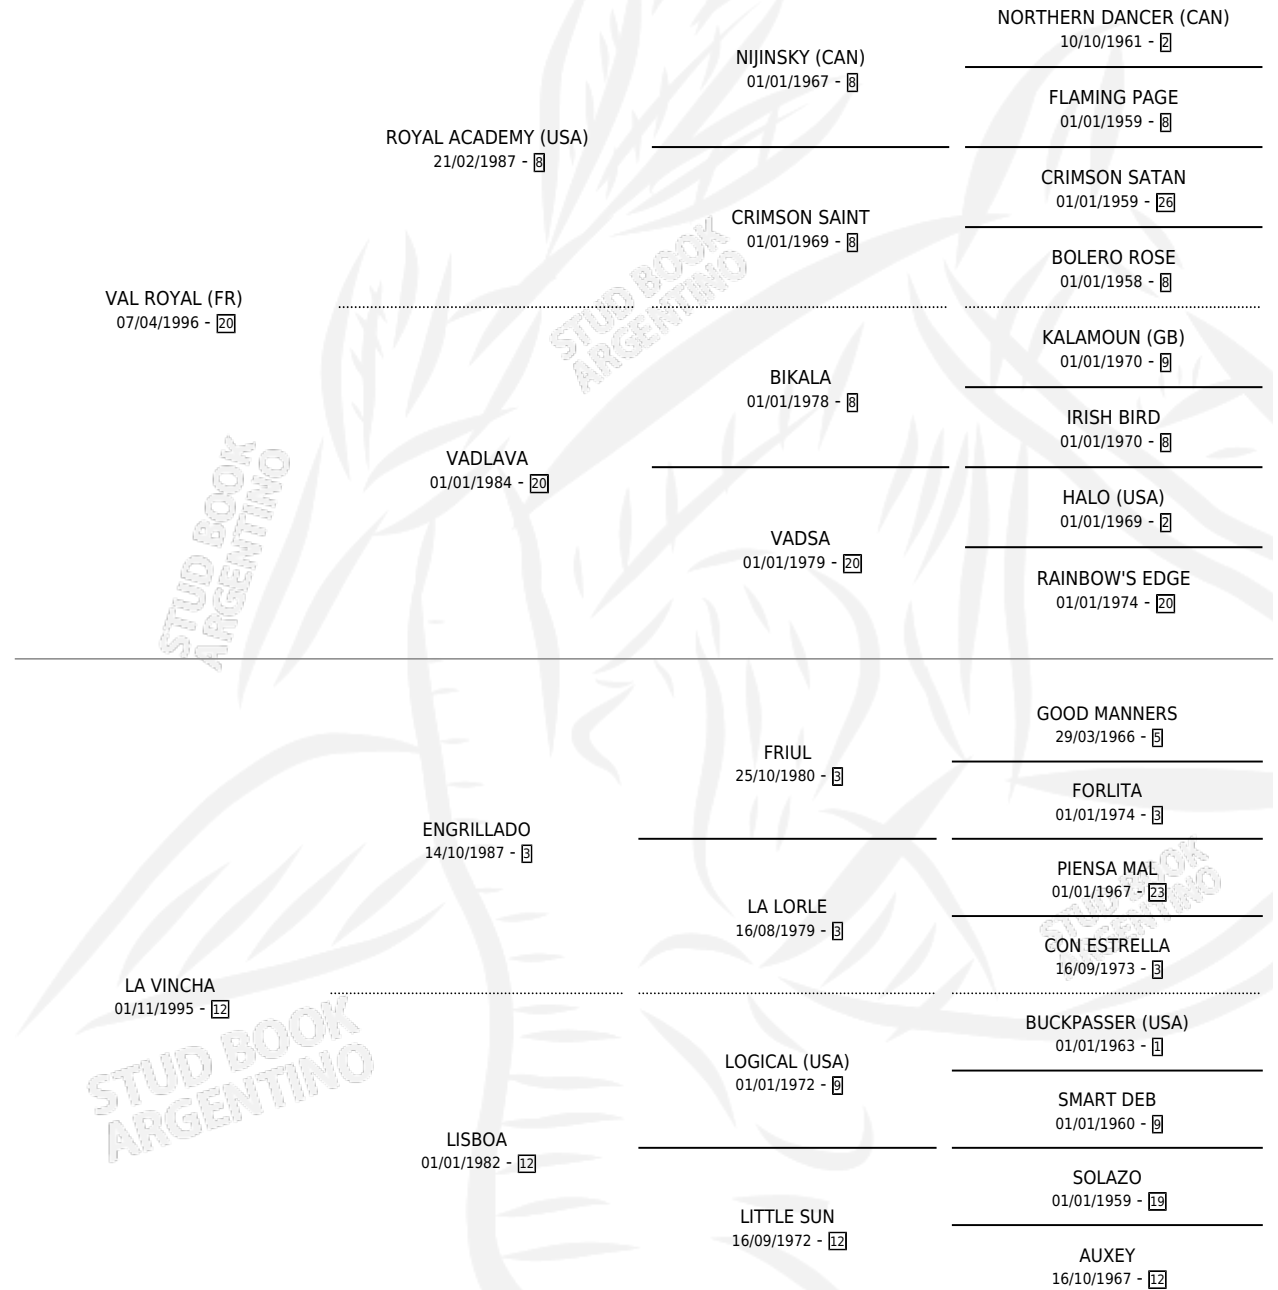 NORTHERN DANCER (CAN)
10/10/1961 - 2
NIJINSKY (CAN)
01/01/1967 - 8
FLAMING PAGE
01/01/1959 - 8
ROYAL ACADEMY (USA)
21/02/1987 - 8
CRIMSON SATAN
01/01/1959 - 26
CRIMSON SAINT
01/01/1969 - 8
BOLERO ROSE
01/01/1958 - 8
VAL ROYAL (FR)
07/04/1996 - 20
STUD BOOK
ARGENTINO
KALAMOUN (GB)
01/01/1970 - 9
BIKALA
01/01/1978 - 8
IRISH BIRD
01/01/1970 - 8
VADLAVA
01/01/1984 - 20
HALO (USA)
01/01/1969 - 2
VADSA
01/01/1979 - 20
RAINBOW'S EDGE
01/01/1974 - 20
STUD BOOK
ARGENTINO
GOOD MANNERS
29/03/1966 - 5
FRIUL
25/10/1980 - 3
FORLITA
01/01/1974 - 3
ENGRILLADO
14/10/1987 - 3
PIENSA MAL
01/01/1967 - 23
LA LORLE
16/08/1979 - 3
STUD BOOK
ARGENTINO
CON ESTRELLA
16/09/1973 - 3
LA VINCHA
01/11/1995 - 12
BUCKPASSER (USA)
01/01/1963 - 1
LOGICAL (USA)
01/01/1972 - 9
SMART DEB
01/01/1960 - 9
STUD BOOK
ARGENTINO
LISBOA
01/01/1982 - 12
SOLAZO
01/01/1959 - 19
LITTLE SUN
16/09/1972 - 12
AUXEY
16/10/1967 - 12